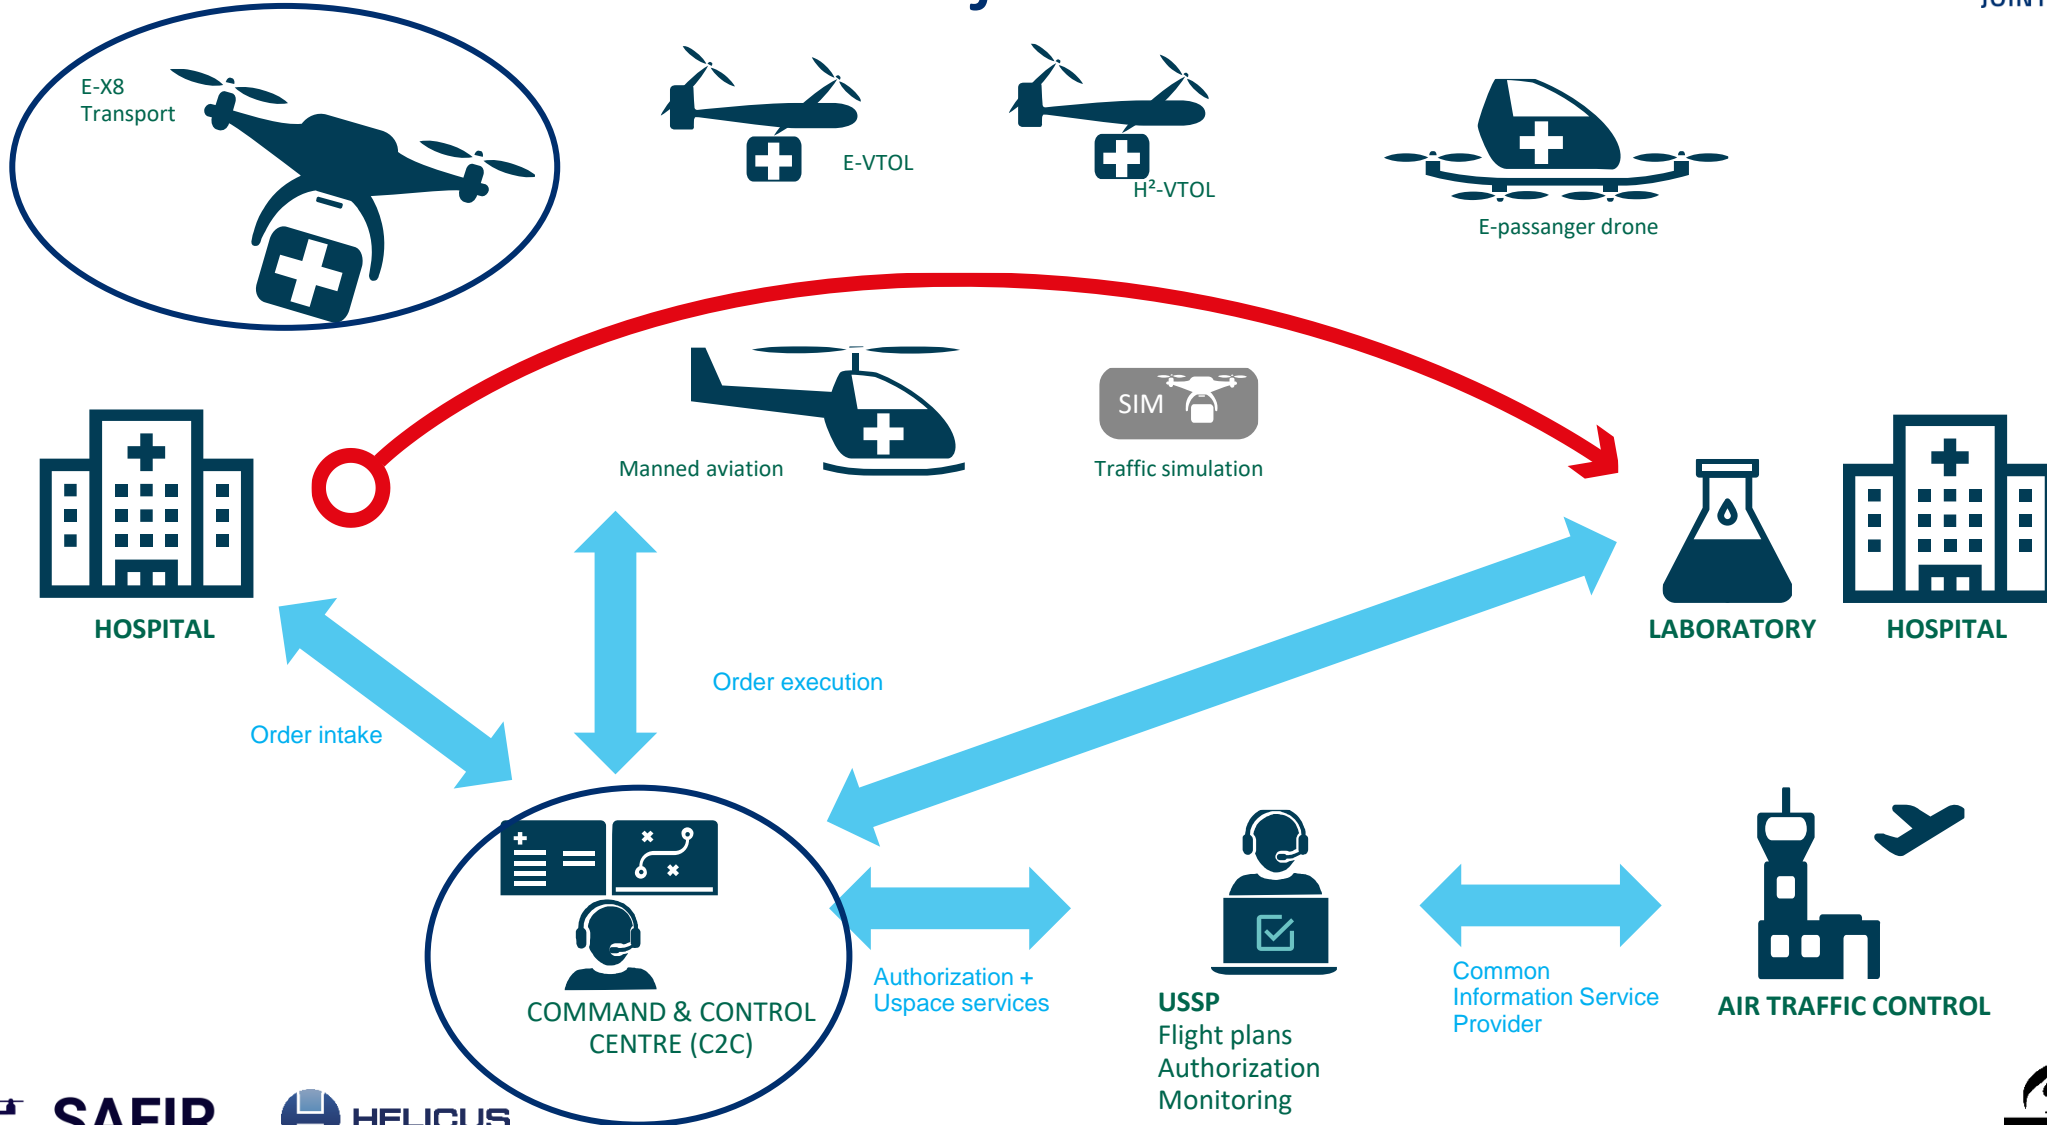 E-X8
Transport
E-VTOL
H²-VTOL
E-passanger drone
Manned aviation
SIM
Traffic simulation
HOSPITAL
LABORATORY
HOSPITAL
Order execution
Order intake
COMMAND & CONTROL
CENTRE (C2C)
Authorization +
Uspace services
USSP
Flight plans
Authorization
Monitoring
Common
Information Service
Provider
AIR TRAFFIC CONTROL
SAFIR
HELICUS